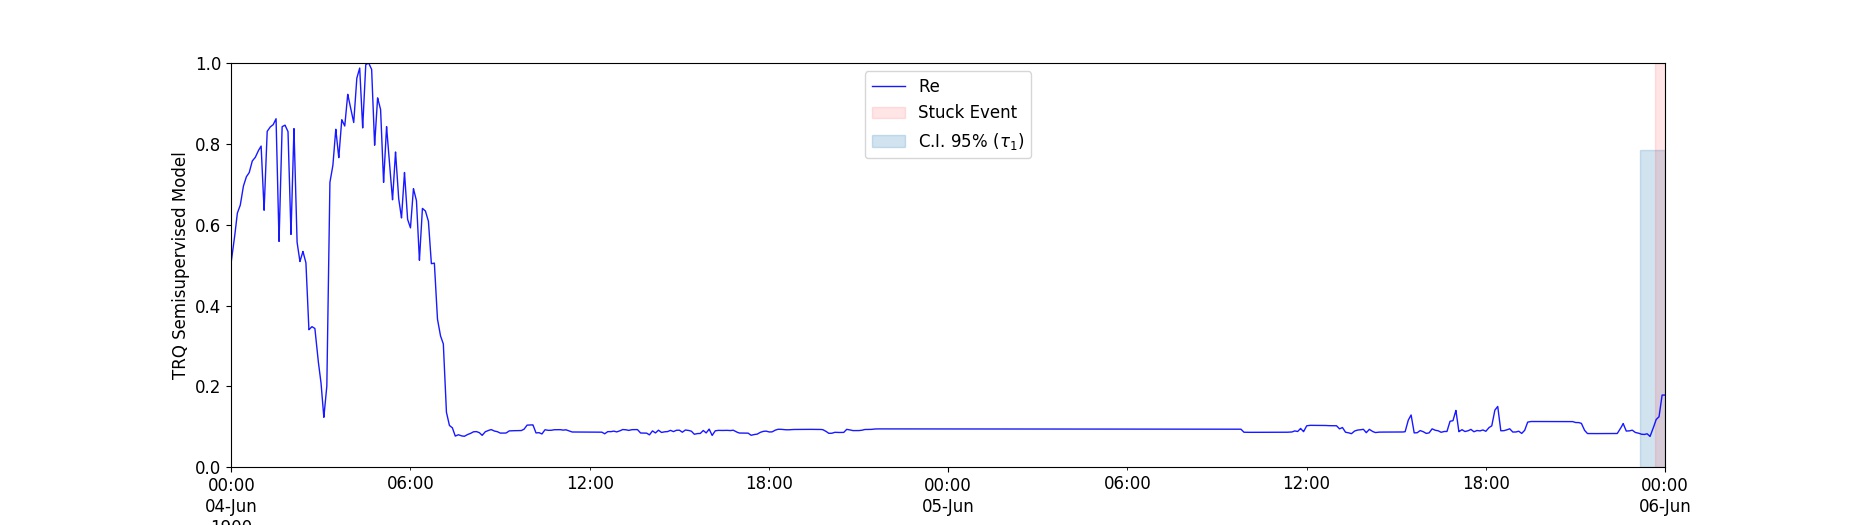 TRQ Semisupervised Model
1.0
0.8
0.6
0.4
0.2
0.0
Re
Stuck Event
C.I. 95% (τ₁)
00:00 06:00 12:00 18:00 00:00 06:00 12:00 18:00 00:00
04-Jun 05-Jun 06-Jun
1900